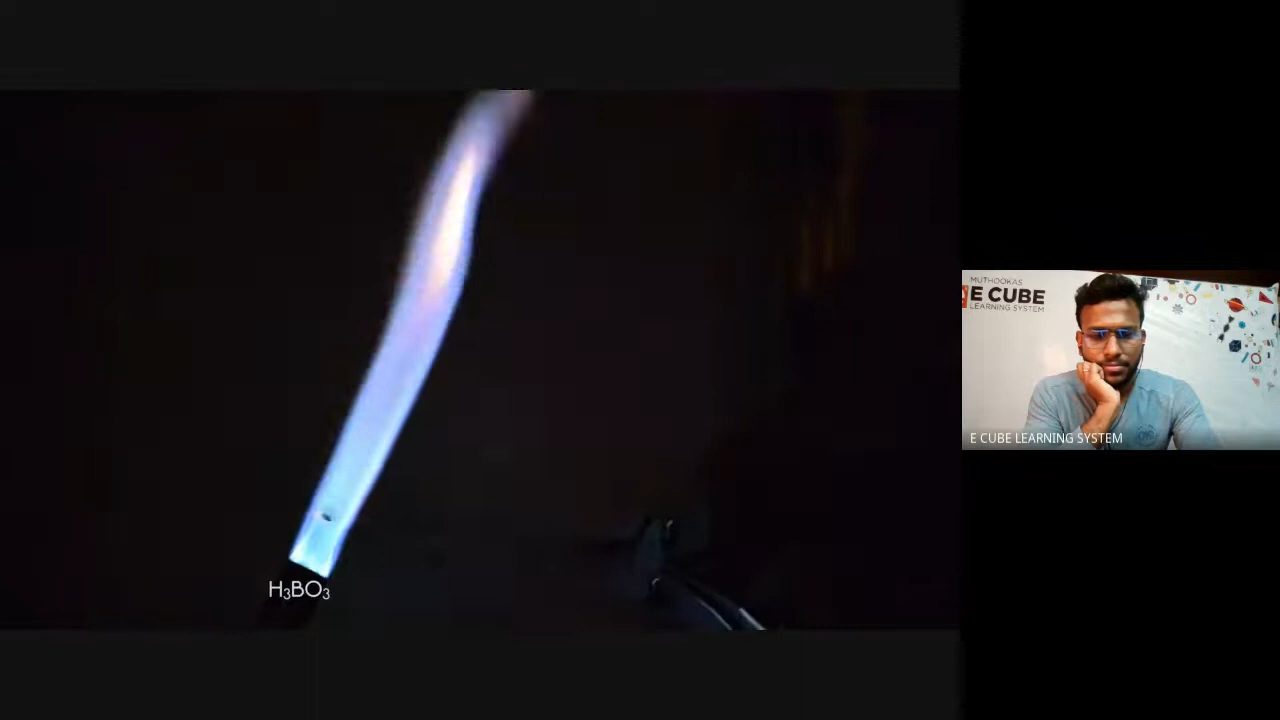 H₃BO₃
MUTHOOKAS
E CUBE
LEARNING SYSTEM
E CUBE LEARNING SYSTEM